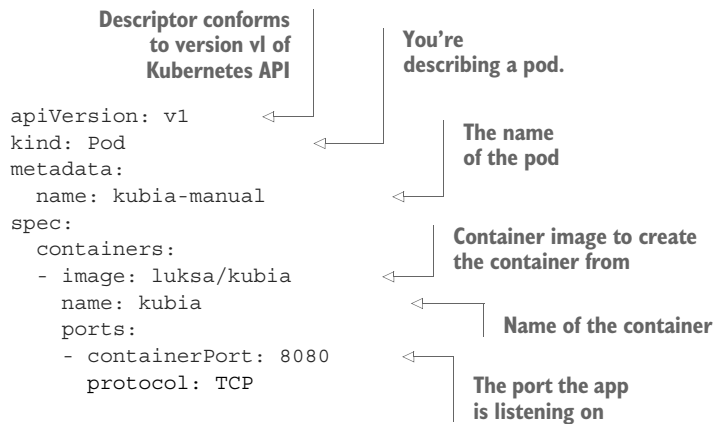 Descriptor conforms
to version v1 of
Kubernetes API
You're
describing a pod.
apiVersion: v1
kind: Pod
The name
of the pod
metadata:
  name: kubia-manual
spec:
  containers:
Container image to create
the container from
  - image: luksa/kubia
    name: kubia
Name of the container
    ports:
    - containerPort: 8080
      protocol: TCP
The port the app
is listening on